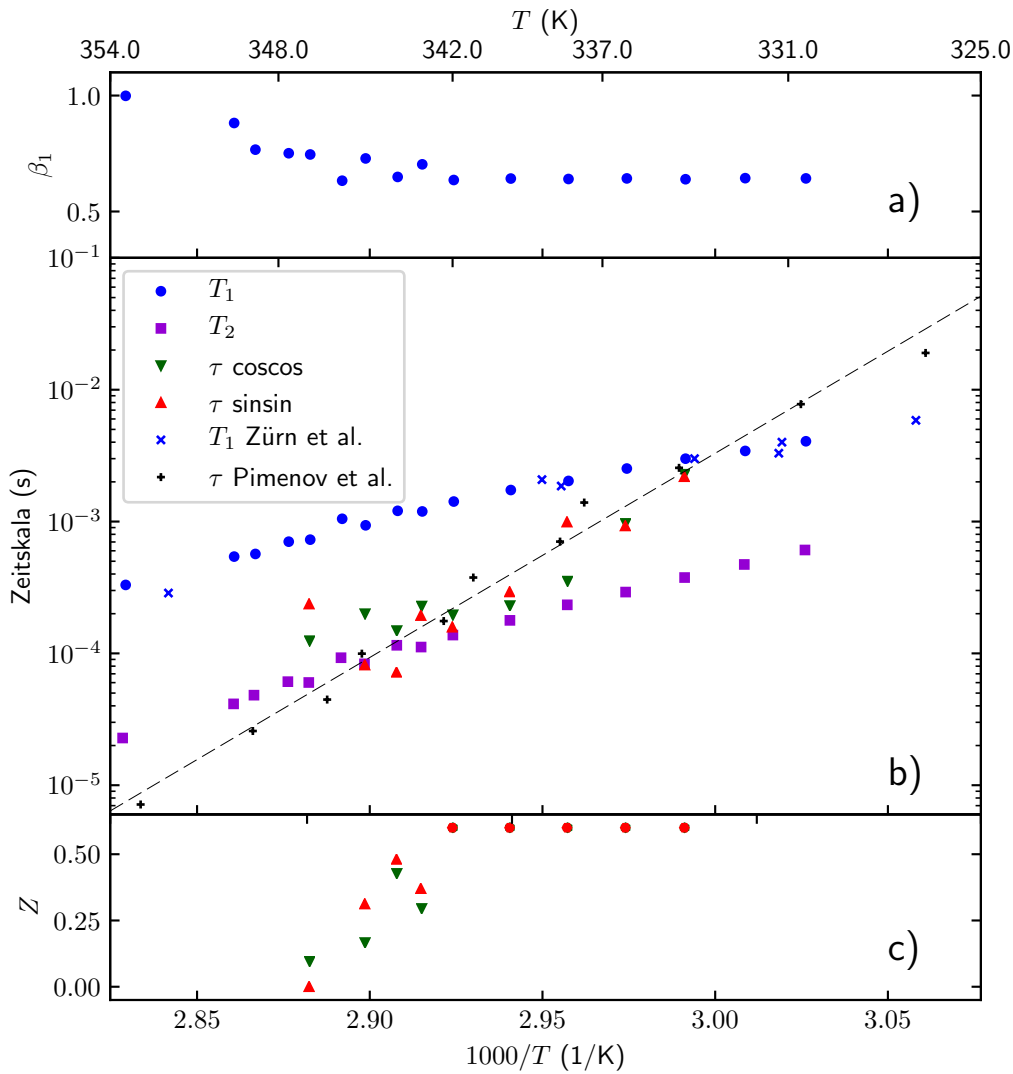 T (K)
354.0 348.0 342.0 337.0 331.0 325.0
1.0
0.5
β₁
a)
10⁻¹
10⁻²
10⁻³
10⁻⁴
10⁻⁵
Zeitskala (s)
T₁
T₂
τ coscos
τ sinsin
T₁ Zürn et al.
τ Pimenov et al.
b)
0.50
0.25
0.00
Z
c)
2.85 2.90 2.95 3.00 3.05
1000/T (1/K)